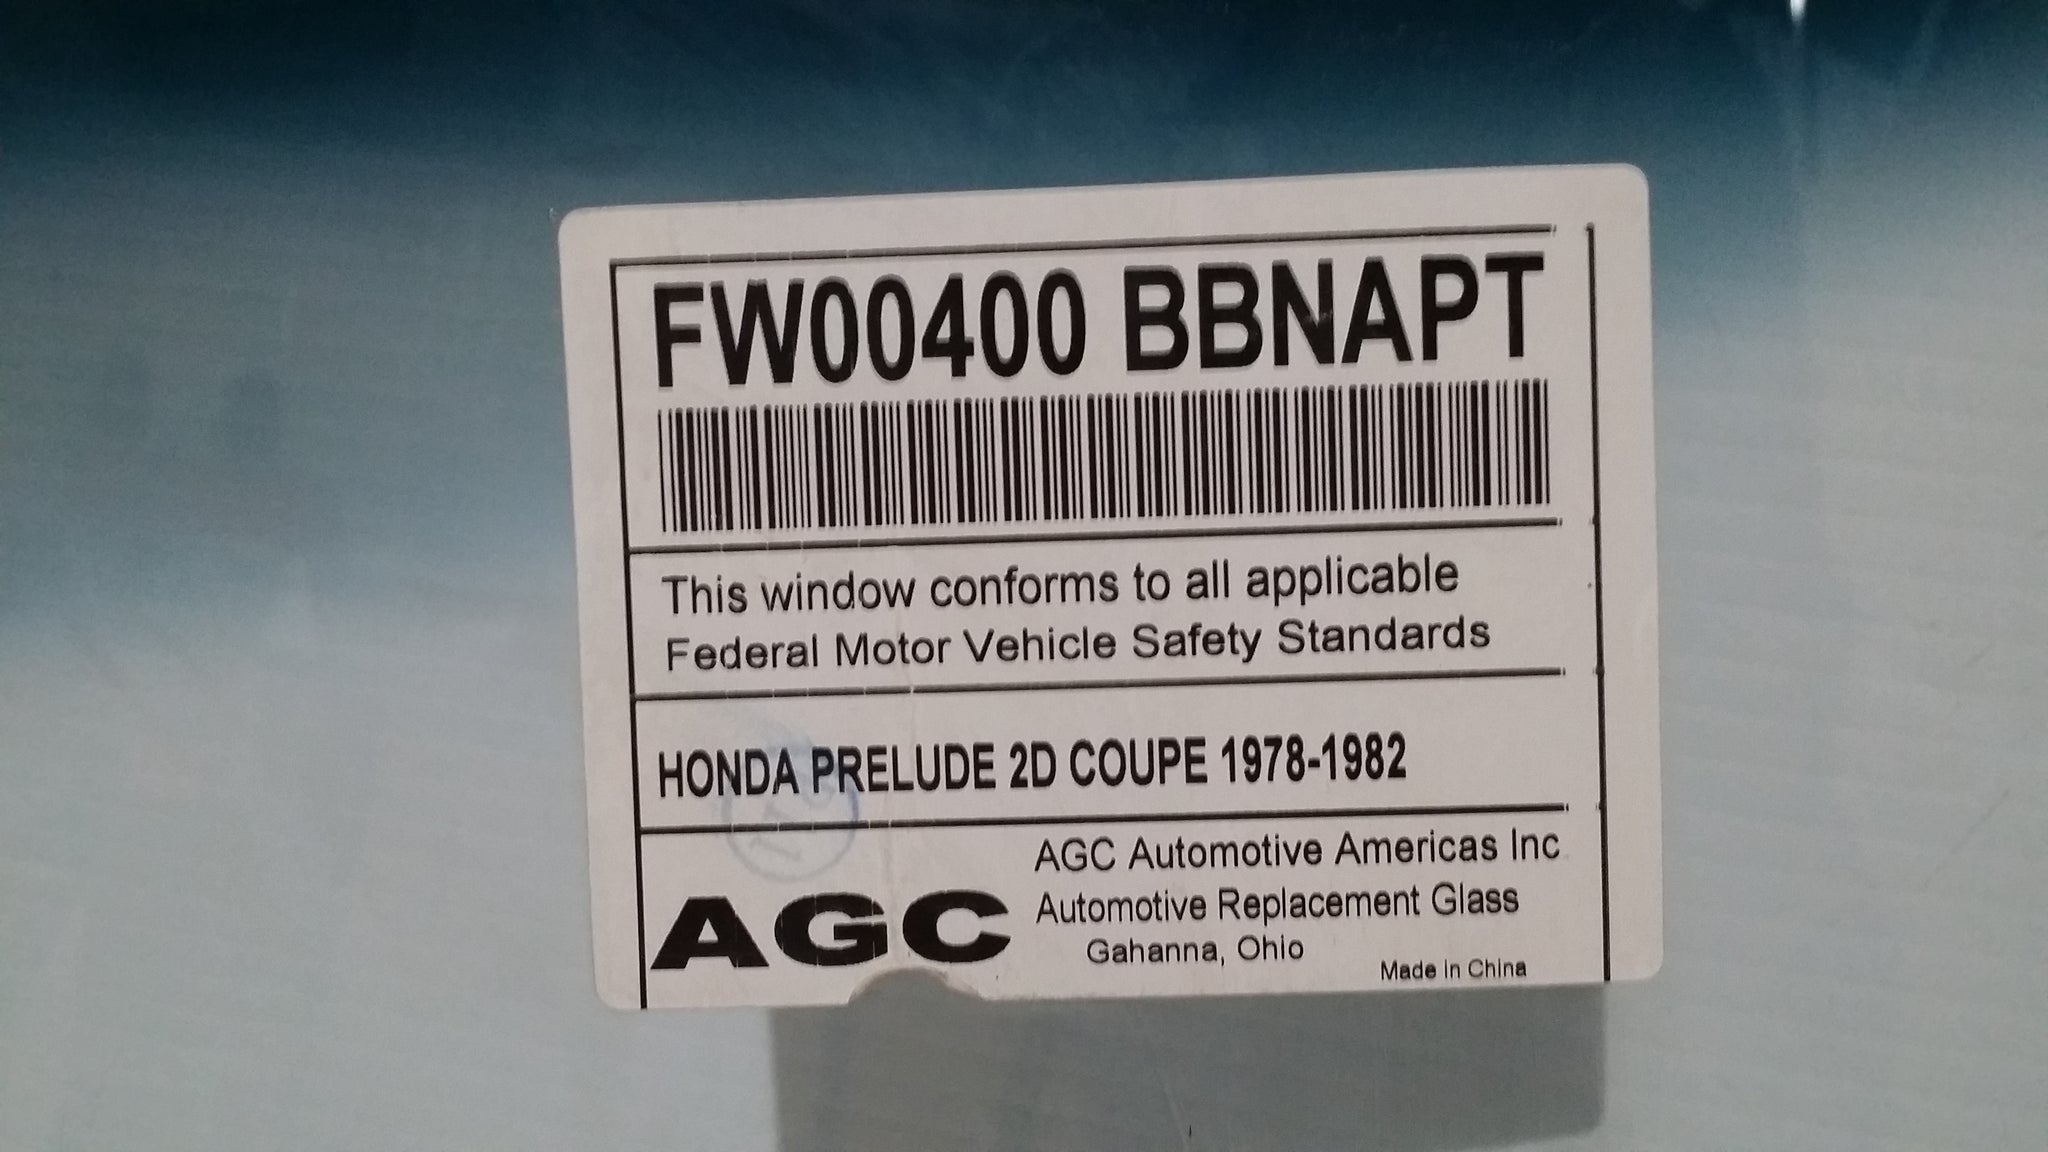 FW00400 BBNAPT
This window conforms to all applicable
Federal Motor Vehicle Safety Standards
HONDA PRELUDE 2D COUPE 1978-1982
AGC
AGC Automotive Americas Inc
Automotive Replacement Glass
Gahanna, Ohio
Made in China